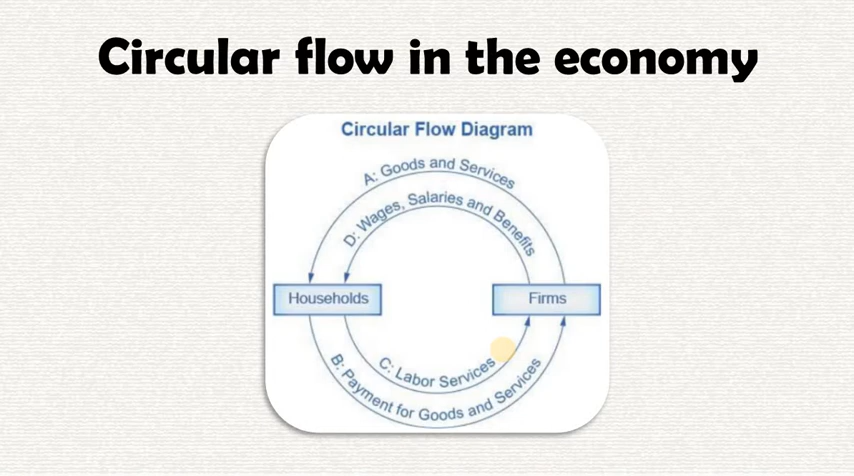 Circular flow in the economy
Circular Flow Diagram
A: Goods and Services
D: Wages, Salaries and Benefits
Households
Firms
C: Labor Services
B: Payment for Goods and Services